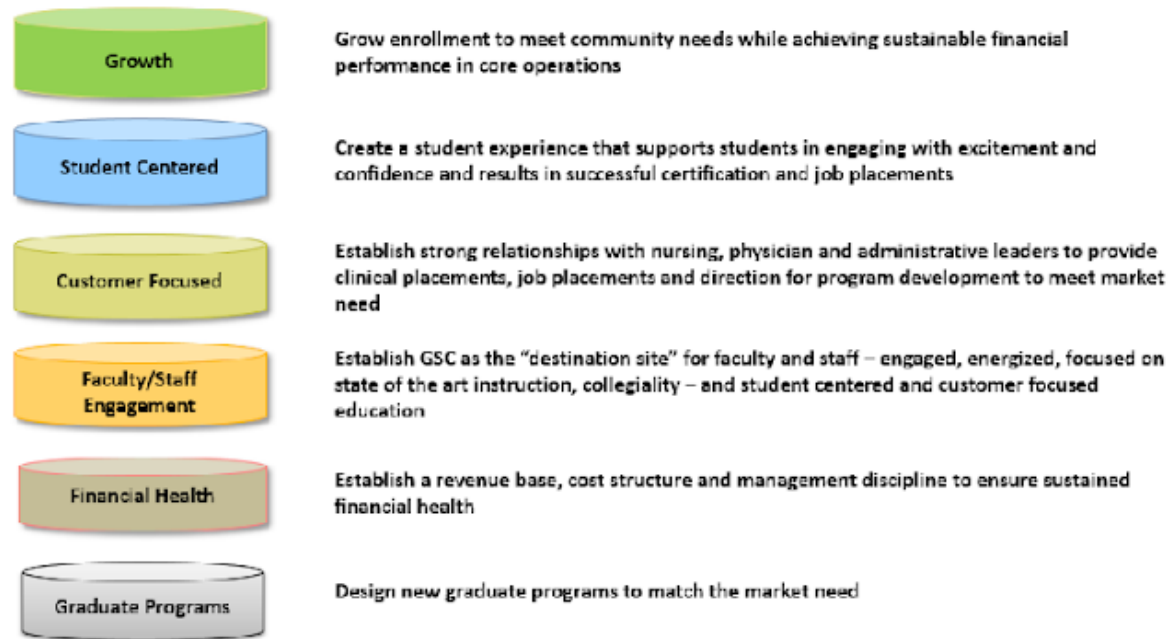 Growth
Grow enrollment to meet community needs while achieving sustainable financial
performance in core operations
Student Centered
Create a student experience that supports students in engaging with excitement and
confidence and results in successful certification and job placements
Customer Focused
Establish strong relationships with nursing, physician and administrative leaders to provide
clinical placements, job placements and direction for program development to meet market
need
Faculty/Staff
Engagement
Establish GSC as the “destination site” for faculty and staff – engaged, energized, focused on
state of the art instruction, collegiality – and student centered and customer focused
education
Financial Health
Establish a revenue base, cost structure and management discipline to ensure sustained
financial health
Graduate Programs
Design new graduate programs to match the market need